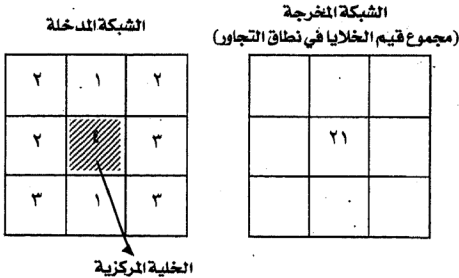 الشبكة المخرجة
(مجموع قيم الخلايا في نطاق التجاور)
الشبكة المدخلة
٢ ١ ٢
٢ ٤ ٣
٣ ١ ٣
٢١
الخلية المركزية